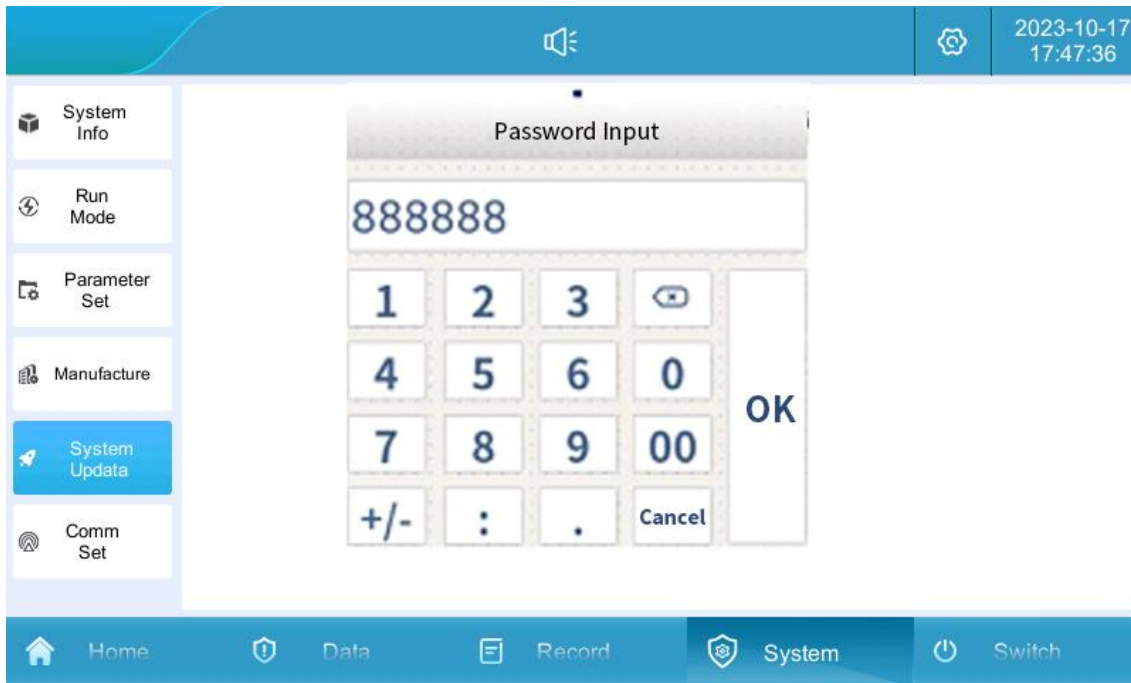 2023-10-17
17:47:36
System
Info
Run
Mode
Parameter
Set
Manufacture
System
Updata
Comm
Set
Password Input
888888
1 2 3
4 5 6 0
7 8 9 00
OK
+/- : . Cancel
Home Data Record System Switch